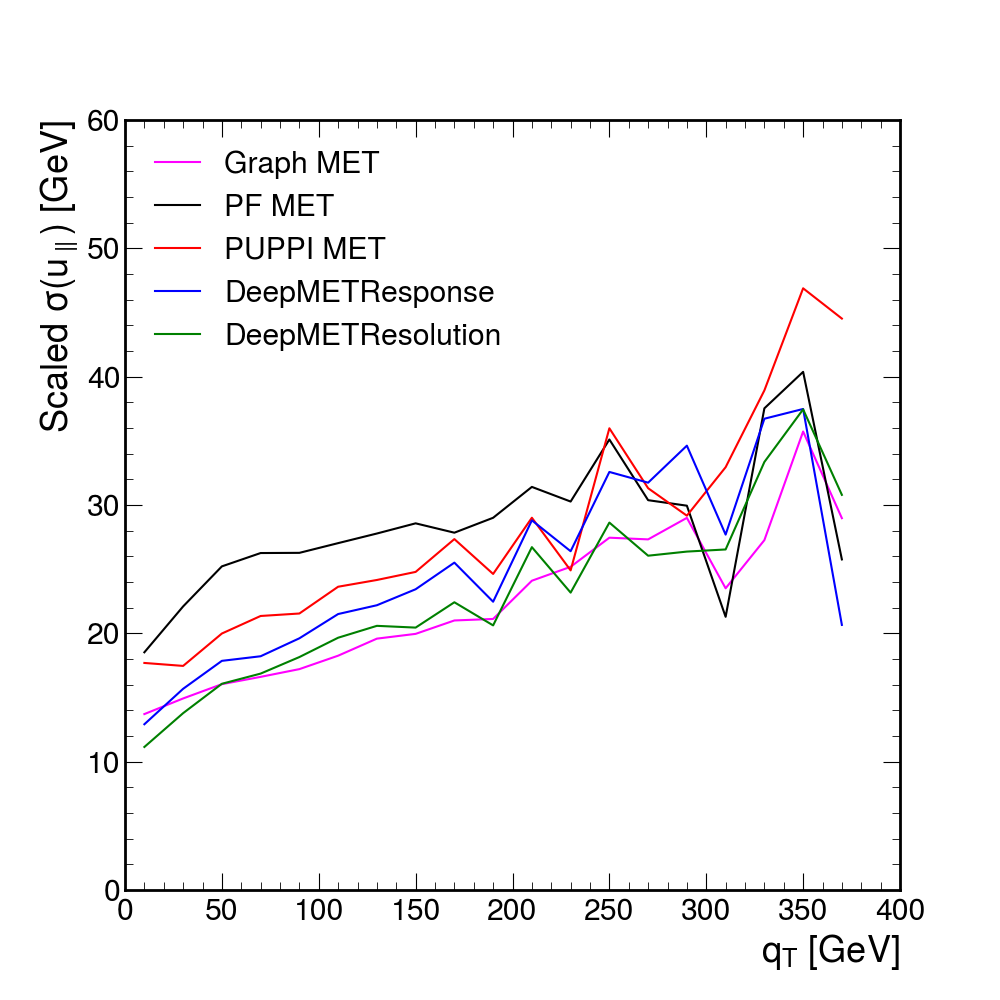 Scaled σ(u∥) [GeV]
60
50
40
30
20
10
0
Graph MET
PF MET
PUPPI MET
DeepMETResponse
DeepMETResolution
0 50 100 150 200 250 300 350 400
qT [GeV]